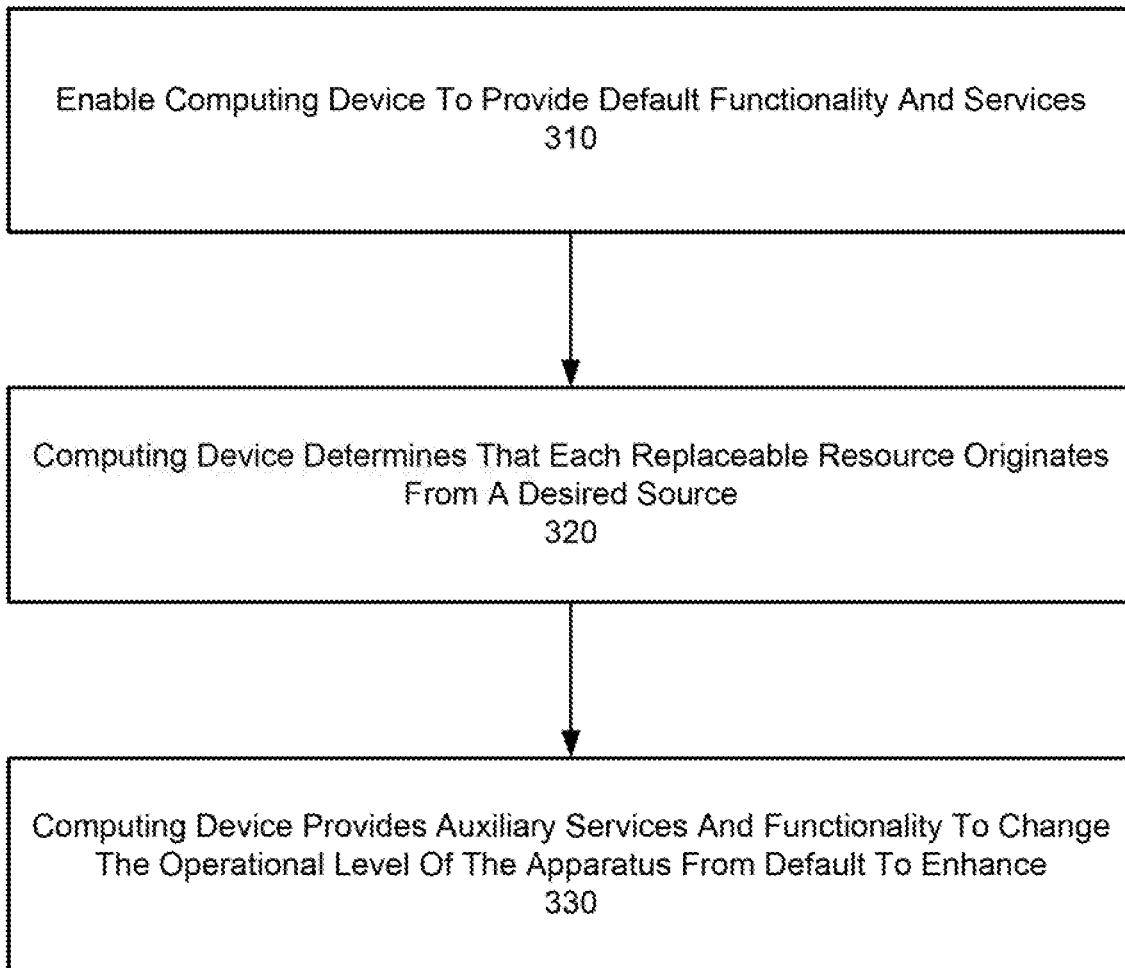 Enable Computing Device To Provide Default Functionality And Services
310
Computing Device Determines That Each Replaceable Resource Originates
From A Desired Source
320
Computing Device Provides Auxiliary Services And Functionality To Change
The Operational Level Of The Apparatus From Default To Enhance
330